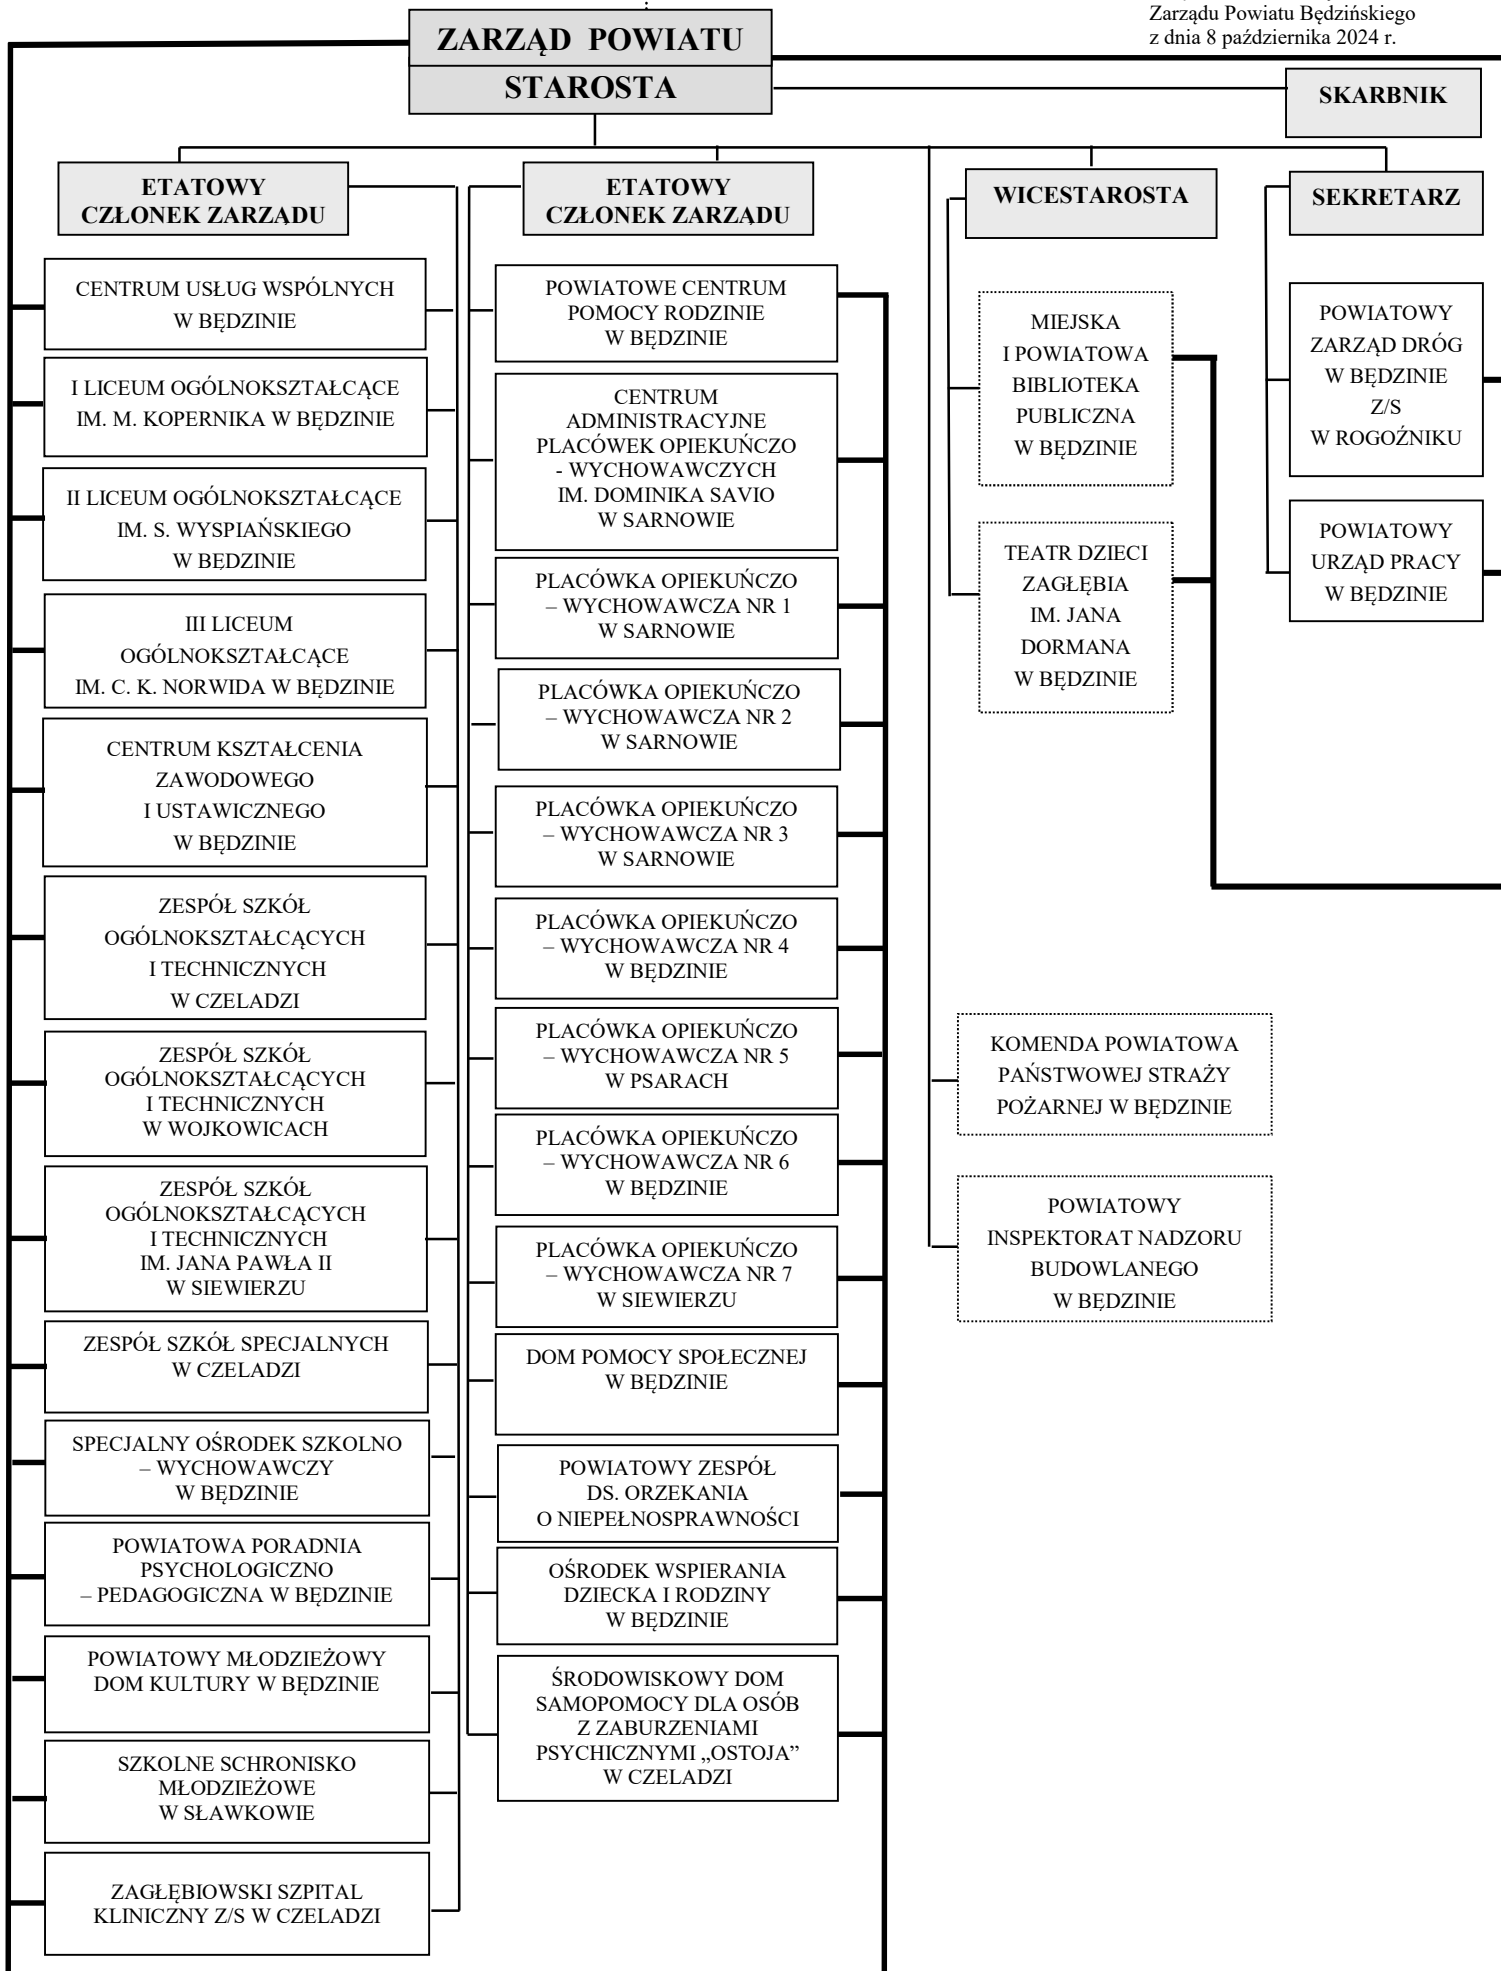 Zarządu Powiatu Będzińskiego
z dnia 8 października 2024 r.
ZARZĄD POWIATU
STAROSTA
SKARBNIK
ETATOWY
CZŁONEK ZARZĄDU
ETATOWY
CZŁONEK ZARZĄDU
WICESTAROSTA
SEKRETARZ
CENTRUM USŁUG WSPÓLNYCH
W BĘDZINIE
I LICEUM OGÓLNOKSZTAŁCĄCE
IM. M. KOPERNIKA W BĘDZINIE
II LICEUM OGÓLNOKSZTAŁCĄCE
IM. S. WYSPIAŃSKIEGO
W BĘDZINIE
III LICEUM
OGÓLNOKSZTAŁCĄCE
IM. C. K. NORWIDA W BĘDZINIE
CENTRUM KSZTAŁCENIA
ZAWODOWEGO
I USTAWICZNEGO
W BĘDZINIE
ZESPÓŁ SZKÓŁ
OGÓLNOKSZTAŁCĄCYCH
I TECHNICZNYCH
W CZELADZI
ZESPÓŁ SZKÓŁ
OGÓLNOKSZTAŁCĄCYCH
I TECHNICZNYCH
W WOJKOWICACH
ZESPÓŁ SZKÓŁ
OGÓLNOKSZTAŁCĄCYCH
I TECHNICZNYCH
IM. JANA PAWŁA II
W SIEWIERZU
ZESPÓŁ SZKÓŁ SPECJALNYCH
W CZELADZI
SPECJALNY OŚRODEK SZKOLNO
– WYCHOWAWCZY
W BĘDZINIE
POWIATOWA PORADNIA
PSYCHOLOGICZNO
– PEDAGOGICZNA W BĘDZINIE
POWIATOWY MŁODZIEŻOWY
DOM KULTURY W BĘDZINIE
SZKOLNE SCHRONISKO
MŁODZIEŻOWE
W SŁAWKOWIE
ZAGŁĘBIOWSKI SZPITAL
KLINICZNY Z/S W CZELADZI
POWIATOWE CENTRUM
POMOCY RODZINIE
W BĘDZINIE
CENTRUM
ADMINISTRACYJNE
PLACÓWEK OPIEKUŃCZO
- WYCHOWAWCZYCH
IM. DOMINIKA SAVIO
W SARNOWIE
PLACÓWKA OPIEKUŃCZO
– WYCHOWAWCZA NR 1
W SARNOWIE
PLACÓWKA OPIEKUŃCZO
– WYCHOWAWCZA NR 2
W SARNOWIE
PLACÓWKA OPIEKUŃCZO
– WYCHOWAWCZA NR 3
W SARNOWIE
PLACÓWKA OPIEKUŃCZO
– WYCHOWAWCZA NR 4
W BĘDZINIE
PLACÓWKA OPIEKUŃCZO
– WYCHOWAWCZA NR 5
W PSARACH
PLACÓWKA OPIEKUŃCZO
– WYCHOWAWCZA NR 6
W BĘDZINIE
PLACÓWKA OPIEKUŃCZO
– WYCHOWAWCZA NR 7
W SIEWIERZU
DOM POMOCY SPOŁECZNEJ
W BĘDZINIE
POWIATOWY ZESPÓŁ
DS. ORZEKANIA
O NIEPEŁNOSPRAWNOŚCI
OŚRODEK WSPIERANIA
DZIECKA I RODZINY
W BĘDZINIE
ŚRODOWISKOWY DOM
SAMOPOMOCY DLA OSÓB
Z ZABURZENIAMI
PSYCHICZNYMI „OSTOJA”
W CZELADZI
MIEJSKA
I POWIATOWA
BIBLIOTEKA
PUBLICZNA
W BĘDZINIE
TEATR DZIECI
ZAGŁĘBIA
IM. JANA
DORMANA
W BĘDZINIE
POWIATOWY
ZARZĄD DRÓG
W BĘDZINIE
Z/S
W ROGOŹNIKU
POWIATOWY
URZĄD PRACY
W BĘDZINIE
KOMENDA POWIATOWA
PAŃSTWOWEJ STRAŻY
POŻARNEJ W BĘDZINIE
POWIATOWY
INSPEKTORAT NADZORU
BUDOWLANEGO
W BĘDZINIE